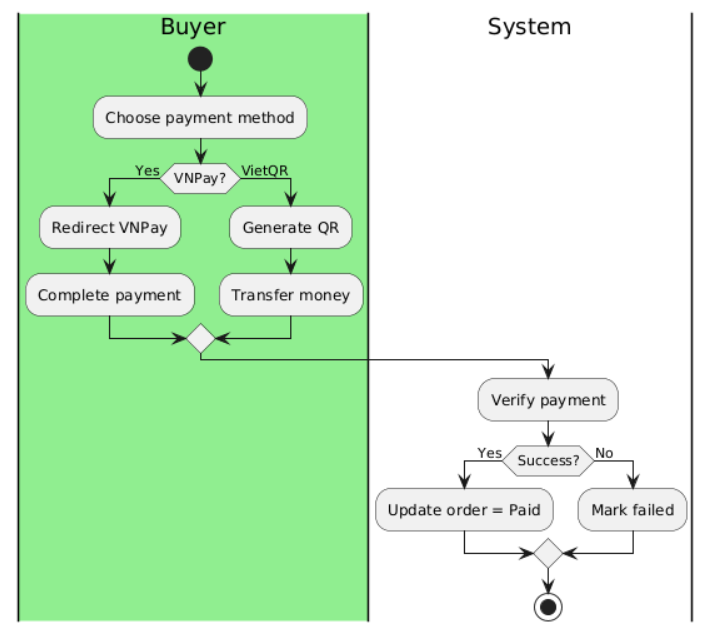 Buyer
System
Choose payment method
Yes
VNPay?
VietQR
Redirect VNPay
Generate QR
Complete payment
Transfer money
Verify payment
Yes
Success?
No
Update order = Paid
Mark failed